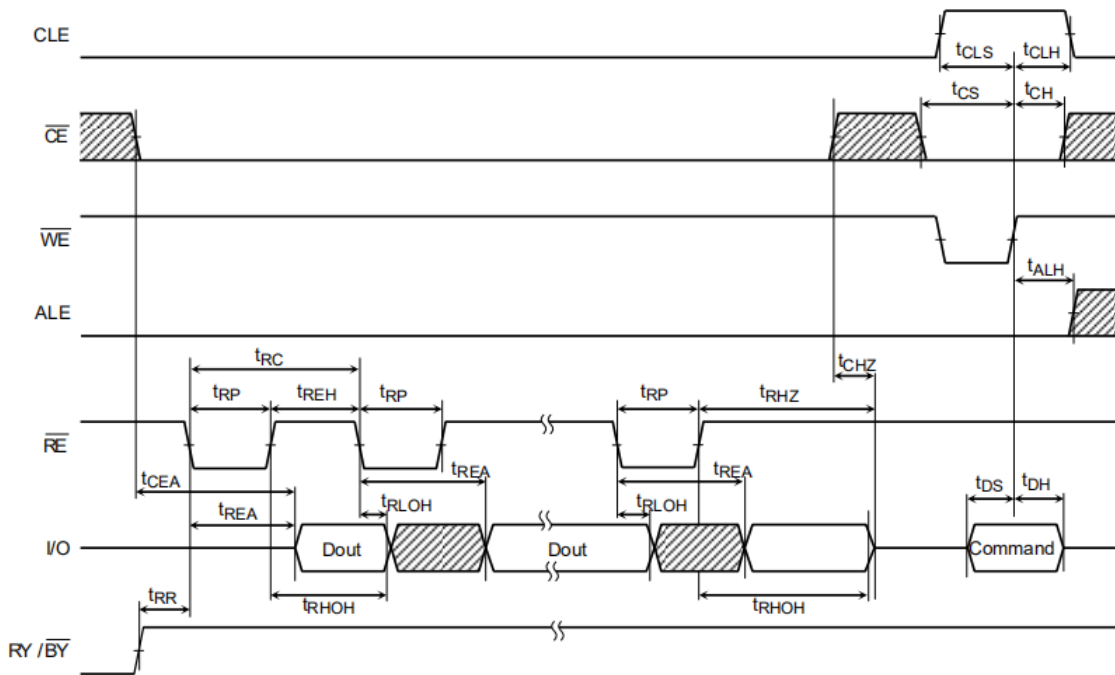 CLE
tCLS tCLH
tCS tCH
CE
WE
tALH
ALE
tRC
tCHZ
tRP tREH tRP tRP tRHZ
RE
tCEA tREA tREA
tREA tRLOH tRLOH tDS tDH
I/O Dout Dout Command
tRR tRHOH tRHOH
RY /BY